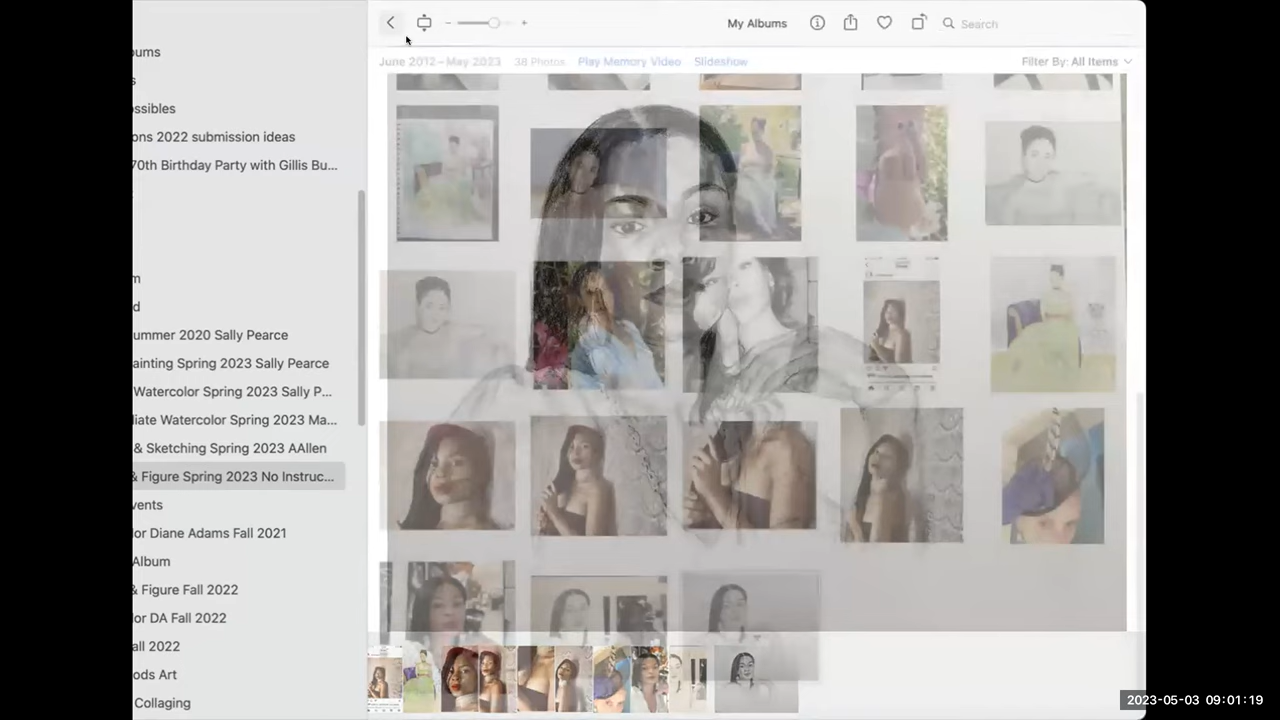 My Albums
Search
June 2012–May 2023 36 Photos Play Memory Video Slideshow
Filter By: All Items
bums
s
ossibles
ons 2022 submission ideas
70th Birthday Party with Gillis Bu...
m
d
ummer 2020 Sally Pearce
ainting Spring 2023 Sally Pearce
Watercolor Spring 2023 Sally P...
liate Watercolor Spring 2023 Ma...
& Sketching Spring 2023 AAllen
& Figure Spring 2023 No Instruc...
vents
or Diane Adams Fall 2021
Album
& Figure Fall 2022
or DA Fall 2022
all 2022
ods Art
Collaging
2023-05-03 09:01:19